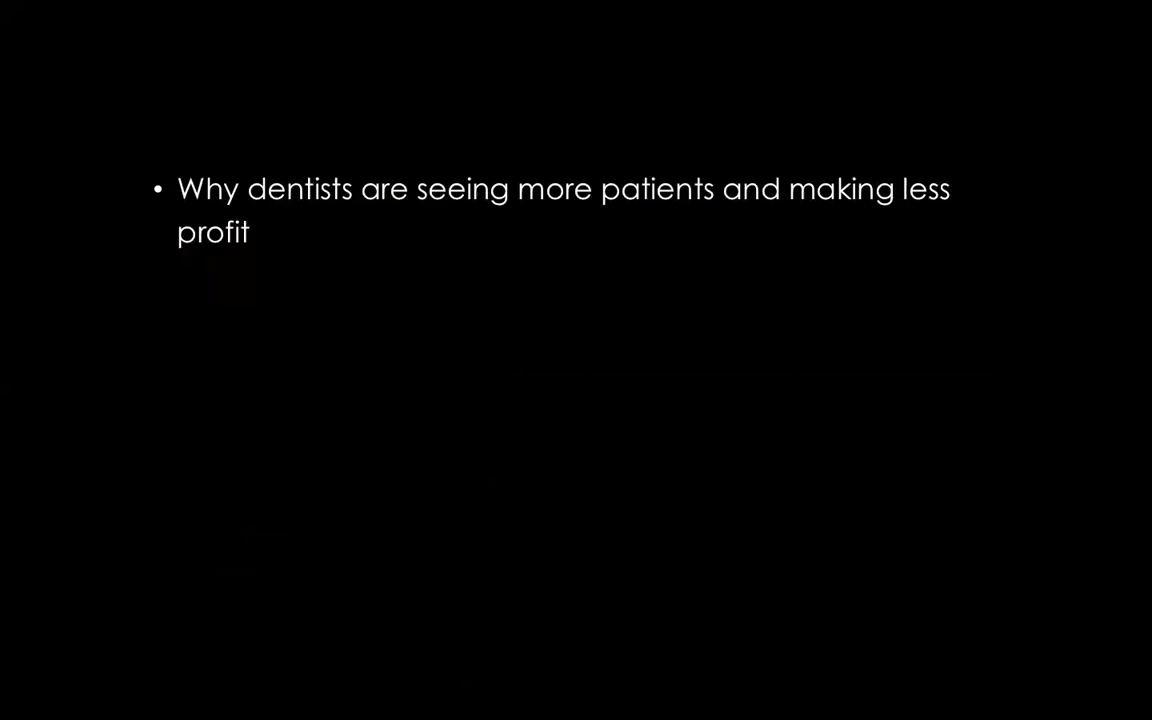 • Why dentists are seeing more patients and making less
profit